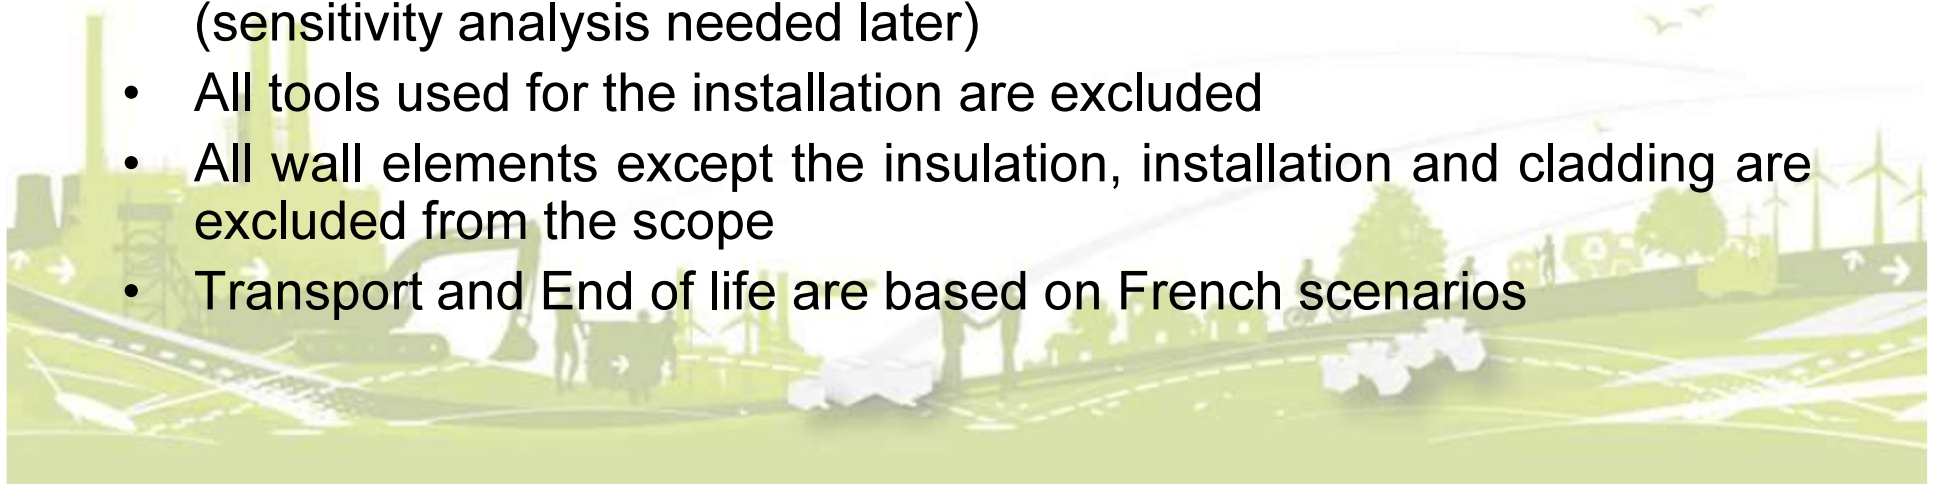 (sensitivity analysis needed later)
• All tools used for the installation are excluded
• All wall elements except the insulation, installation and cladding are
excluded from the scope
• Transport and End of life are based on French scenarios